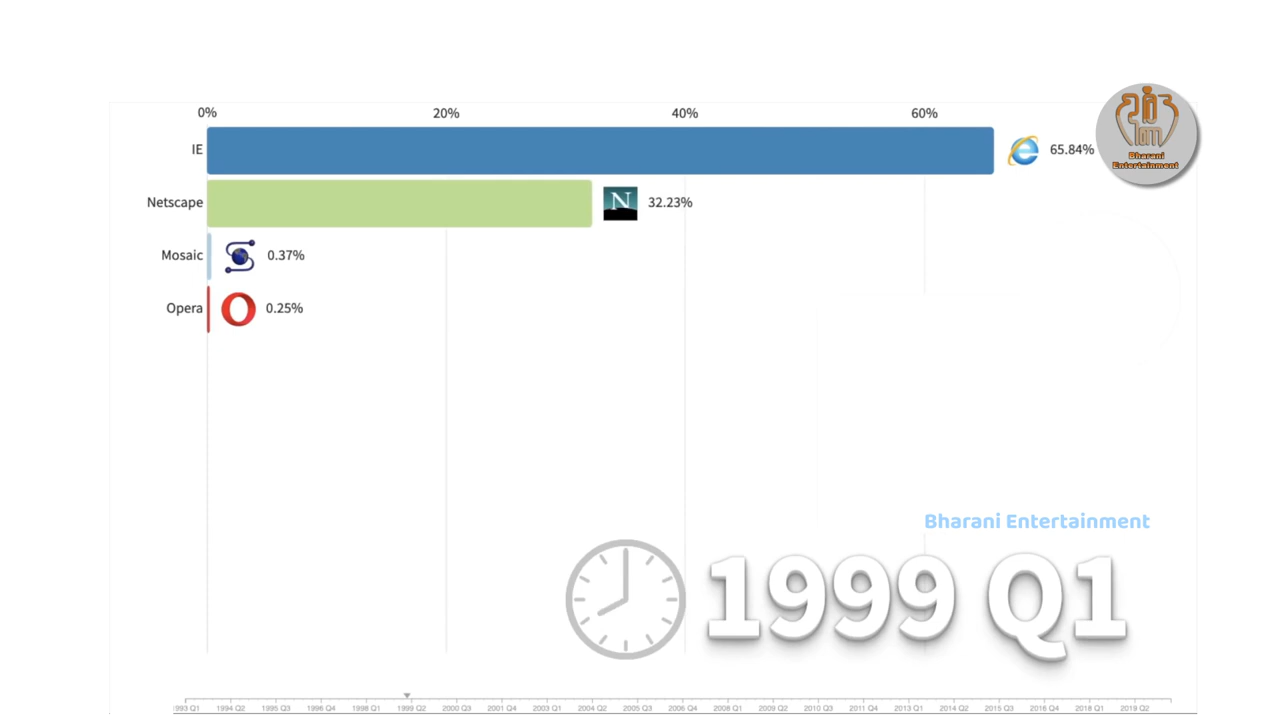 0% 20% 40% 60%
IE 65.84%
Bharani
Entertainment
Netscape N 32.23%
Mosaic 0.37%
Opera 0.25%
Bharani Entertainment
1999 Q1
1993 Q1 1994 Q2 1995 Q3 1996 Q4 1998 Q1 1999 Q2 2000 Q3 2001 Q4 2003 Q1 2004 Q2 2005 Q3 2006 Q4 2008 Q1 2009 Q2 2010 Q3 2011 Q4 2013 Q1 2014 Q2 2015 Q3 2016 Q4 2018 Q1 2019 Q2